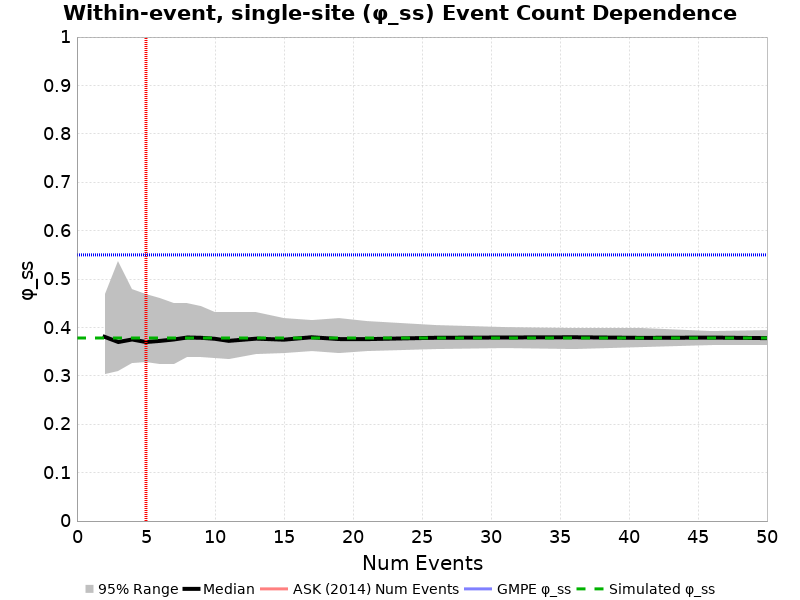 Within-event, single-site (φ_ss) Event Count Dependence
1
0.9
0.8
0.7
0.6
0.5
0.4
0.3
0.2
0.1
0
φ_ss
0 5 10 15 20 25 30 35 40 45 50
Num Events
95% Range Median ASK (2014) Num Events GMPE φ_ss Simulated φ_ss